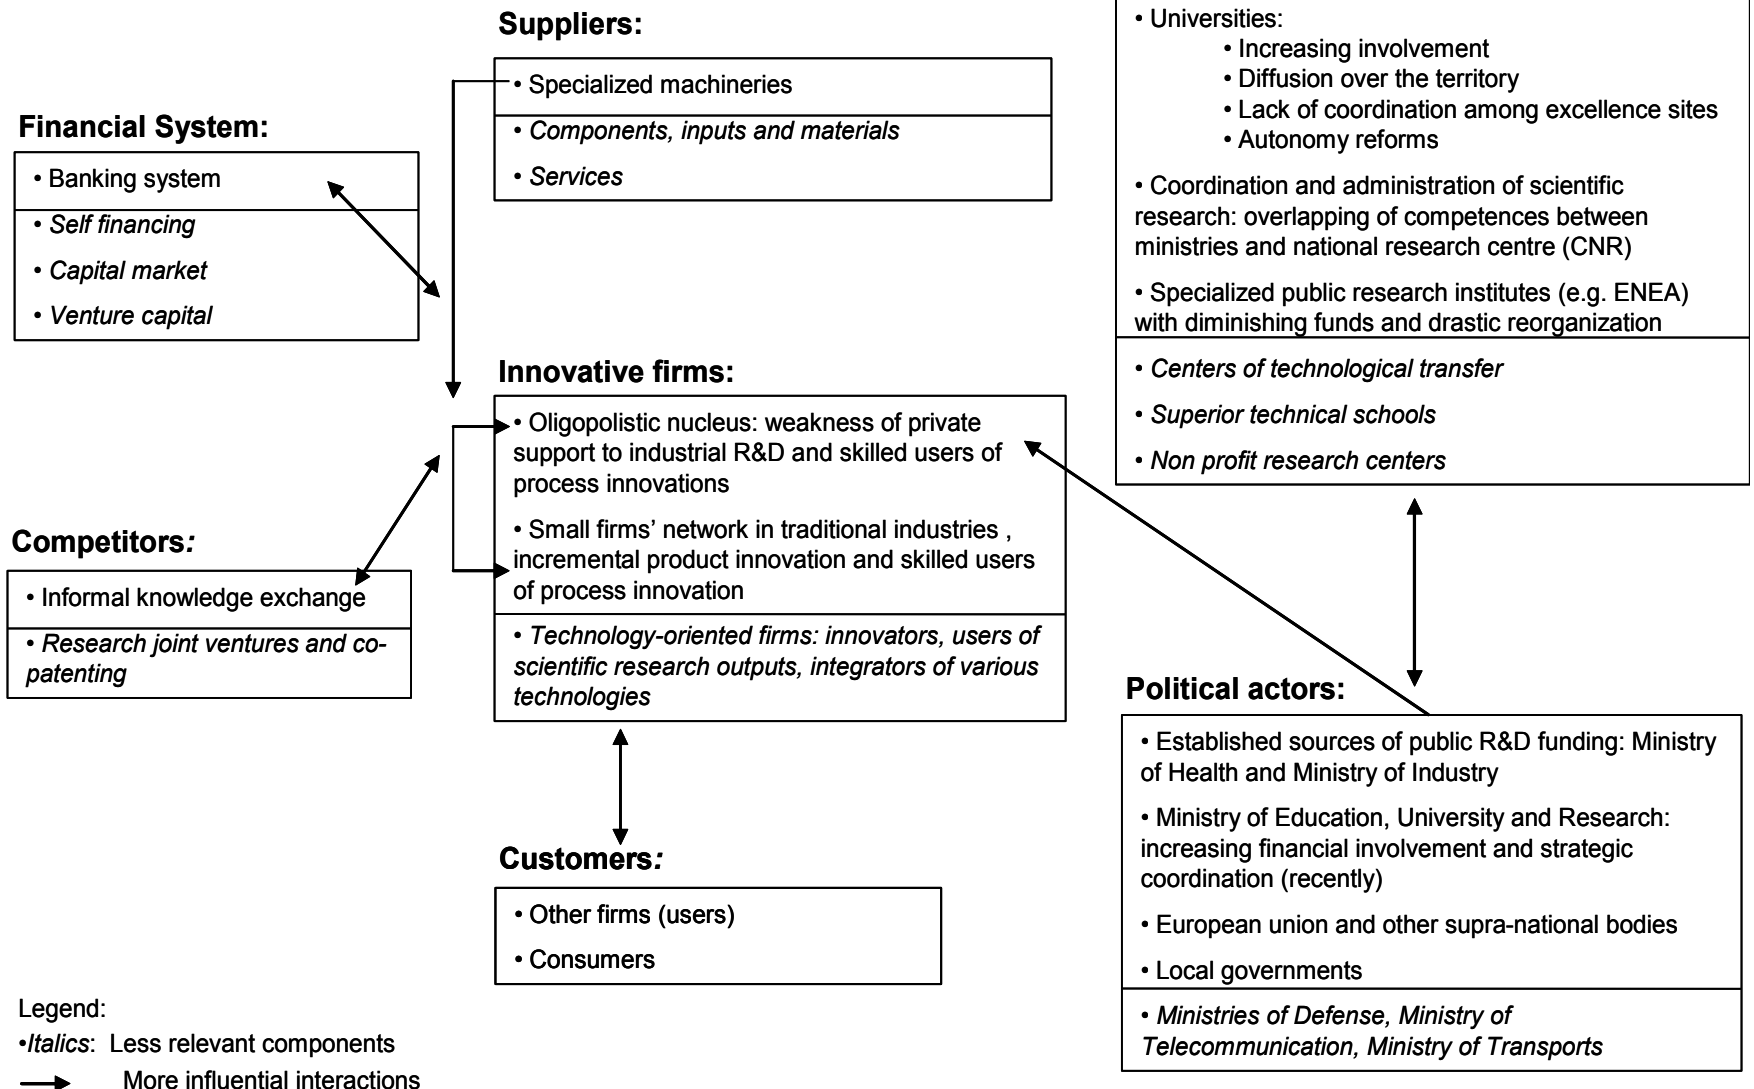 Suppliers:
• Specialized machineries
• Components, inputs and materials
• Services
Financial System:
• Banking system
• Self financing
• Capital market
• Venture capital
• Universities:
• Increasing involvement
• Diffusion over the territory
• Lack of coordination among excellence sites
• Autonomy reforms
• Coordination and administration of scientific
research: overlapping of competences between
ministries and national research centre (CNR)
• Specialized public research institutes (e.g. ENEA)
with diminishing funds and drastic reorganization
• Centers of technological transfer
• Superior technical schools
• Non profit research centers
Innovative firms:
• Oligopolistic nucleus: weakness of private
support to industrial R&D and skilled users of
process innovations
• Small firms’ network in traditional industries ,
incremental product innovation and skilled users
of process innovation
• Technology-oriented firms: innovators, users of
scientific research outputs, integrators of various
technologies
Competitors:
• Informal knowledge exchange
• Research joint ventures and co-
patenting
Political actors:
• Established sources of public R&D funding: Ministry
of Health and Ministry of Industry
• Ministry of Education, University and Research:
increasing financial involvement and strategic
coordination (recently)
• European union and other supra-national bodies
• Local governments
• Ministries of Defense, Ministry of
Telecommunication, Ministry of Transports
Customers:
• Other firms (users)
• Consumers
Legend:
•Italics: Less relevant components
More influential interactions